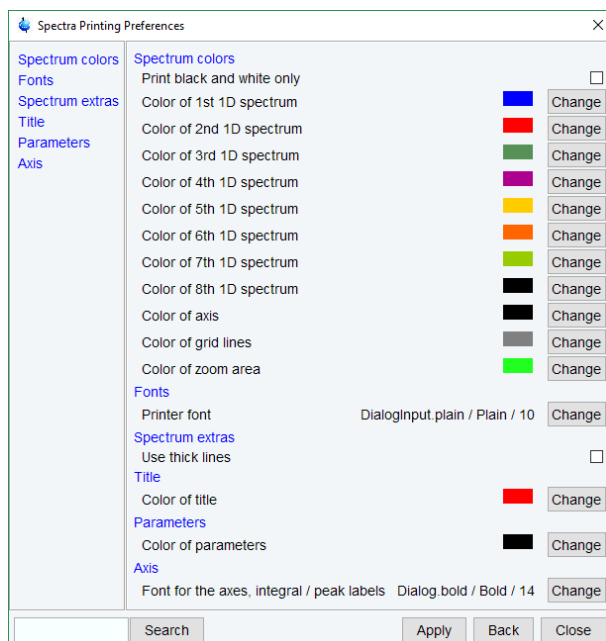 Spectra Printing Preferences
Spectrum colors
Fonts
Spectrum extras
Title
Parameters
Axis
Spectrum colors
Print black and white only
Color of 1st 1D spectrum Change
Color of 2nd 1D spectrum Change
Color of 3rd 1D spectrum Change
Color of 4th 1D spectrum Change
Color of 5th 1D spectrum Change
Color of 6th 1D spectrum Change
Color of 7th 1D spectrum Change
Color of 8th 1D spectrum Change
Color of axis Change
Color of grid lines Change
Color of zoom area Change
Fonts
Printer font DialogInput.plain / Plain / 10 Change
Spectrum extras
Use thick lines
Title
Color of title Change
Parameters
Color of parameters Change
Axis
Font for the axes, integral / peak labels Dialog.bold / Bold / 14 Change
Search Apply Back Close